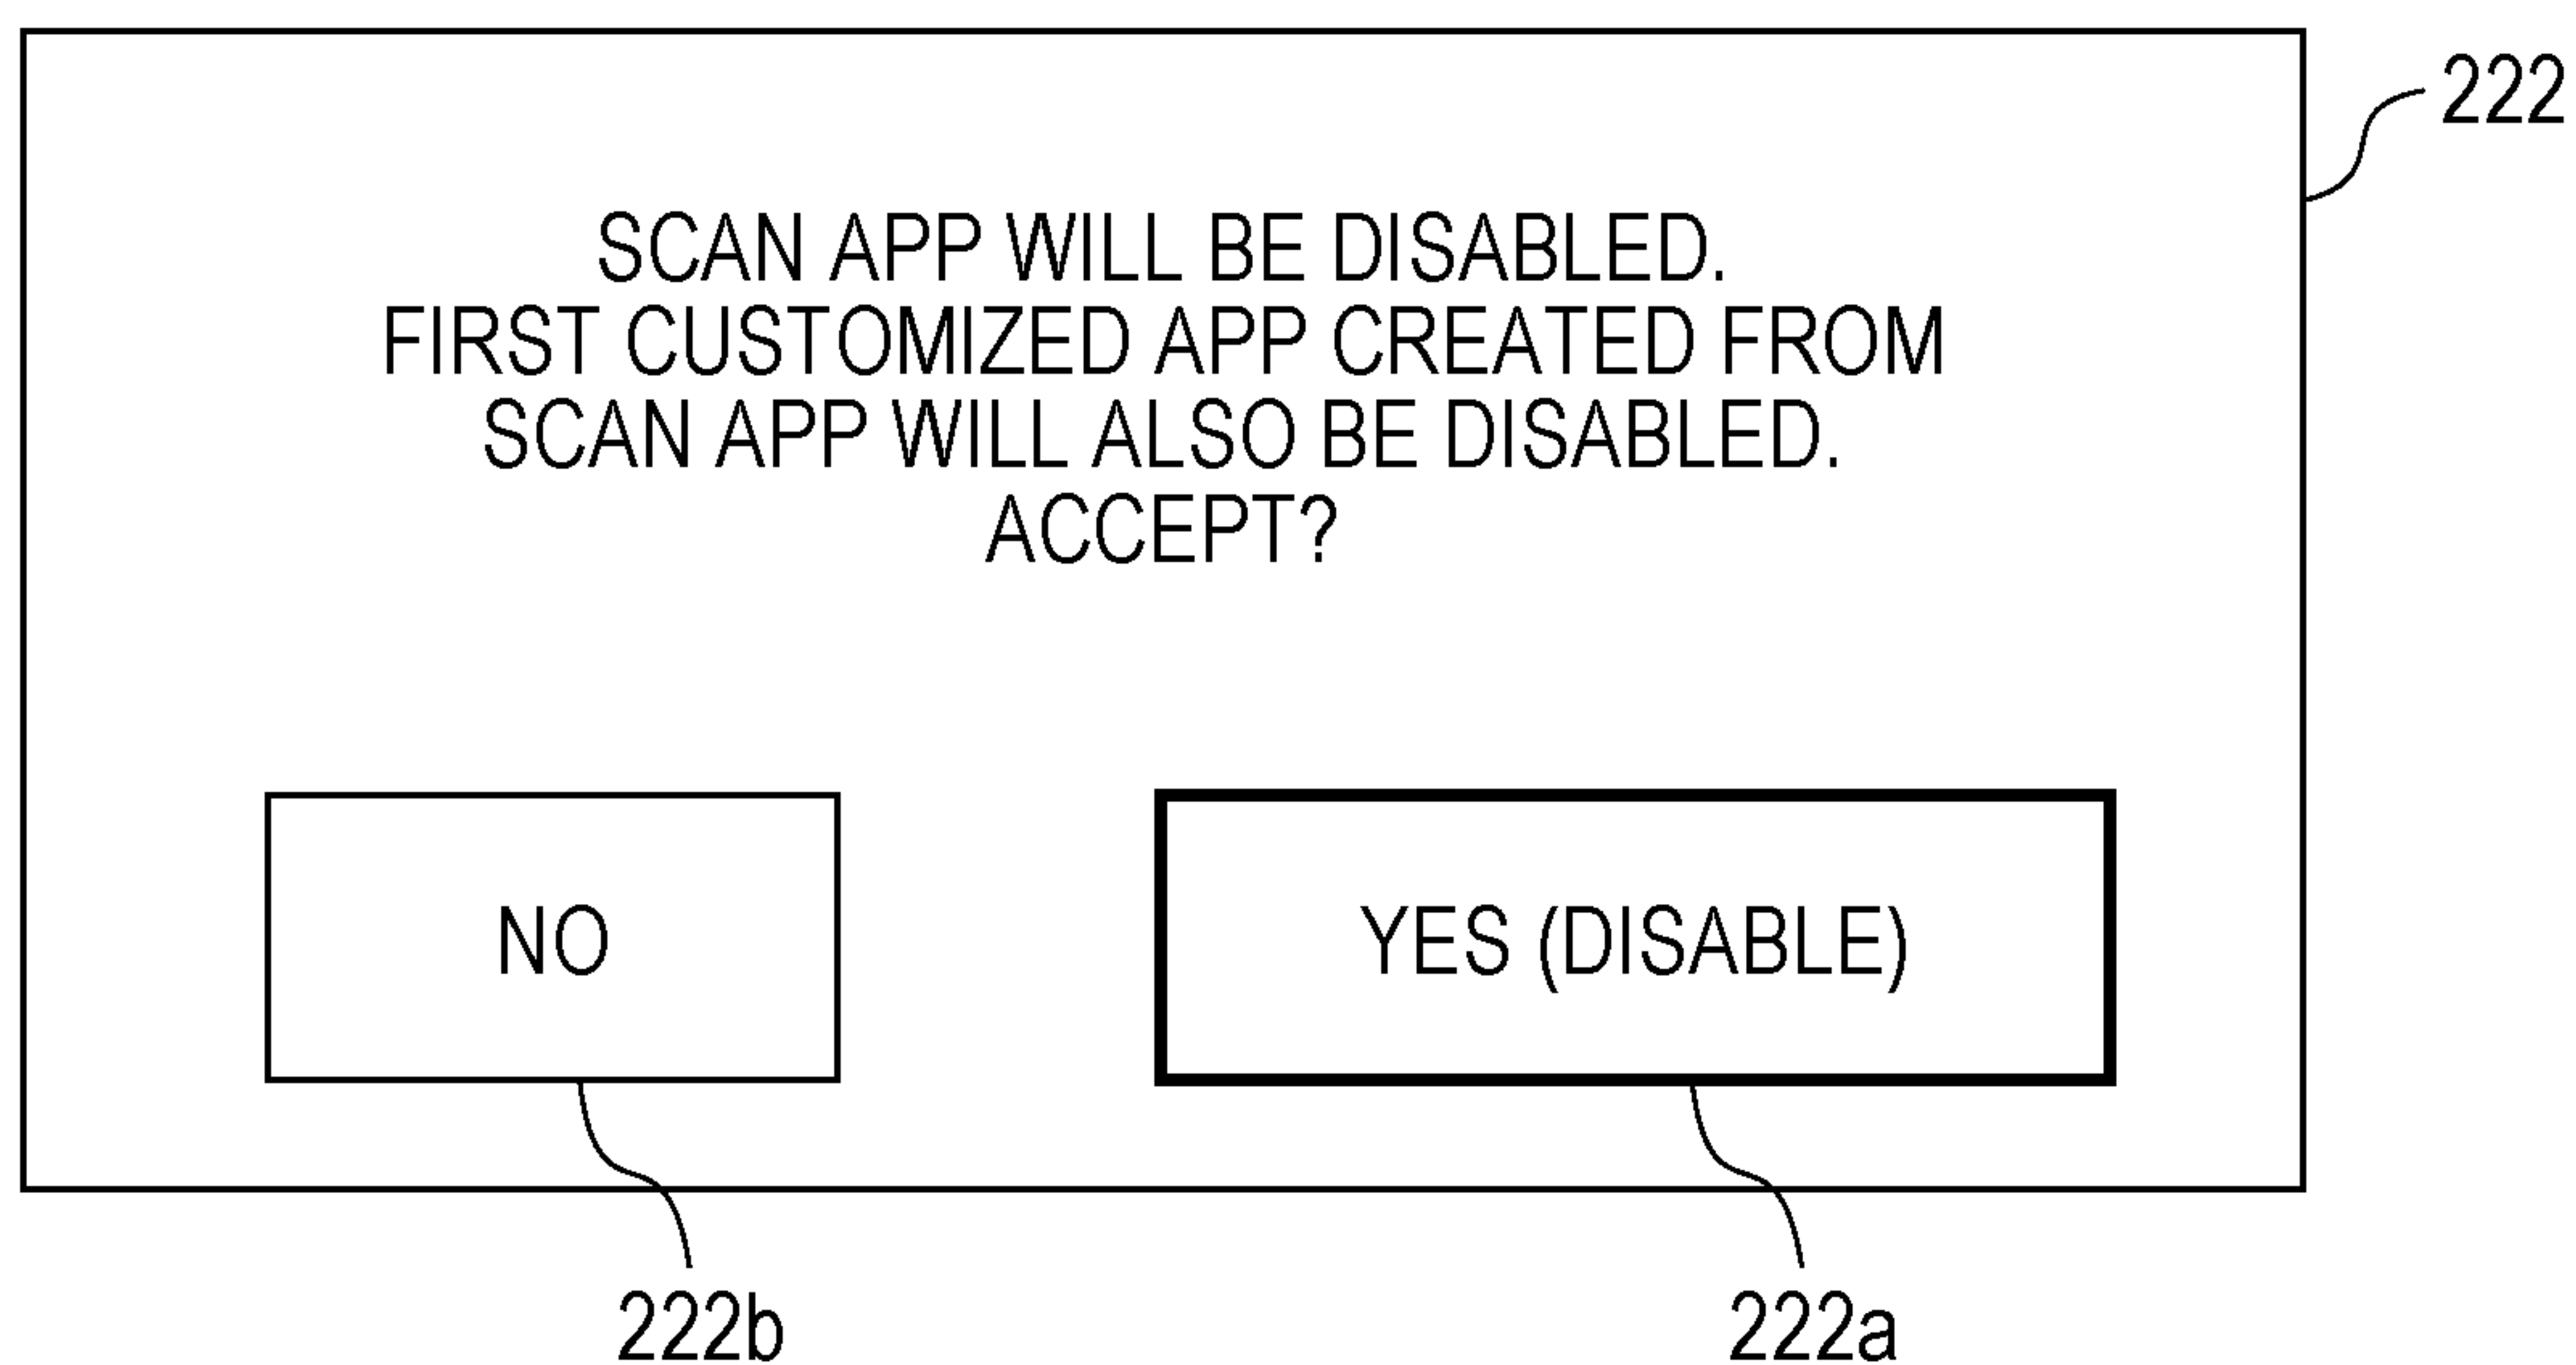 222
SCAN APP WILL BE DISABLED.
FIRST CUSTOMIZED APP CREATED FROM
SCAN APP WILL ALSO BE DISABLED.
ACCEPT?
NO
YES (DISABLE)
222b
222a